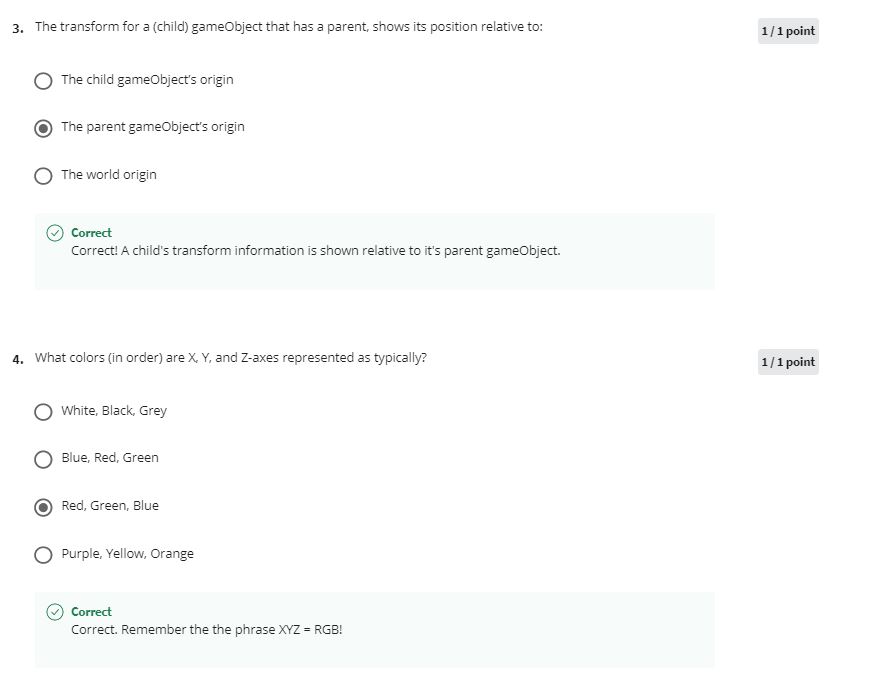 3. The transform for a (child) gameObject that has a parent, shows its position relative to:
1 / 1 point
The child gameObject's origin
The parent gameObject's origin
The world origin
Correct
Correct! A child's transform information is shown relative to it's parent gameObject.
4. What colors (in order) are X, Y, and Z-axes represented as typically?
1 / 1 point
White, Black, Grey
Blue, Red, Green
Red, Green, Blue
Purple, Yellow, Orange
Correct
Correct. Remember the the phrase XYZ = RGB!